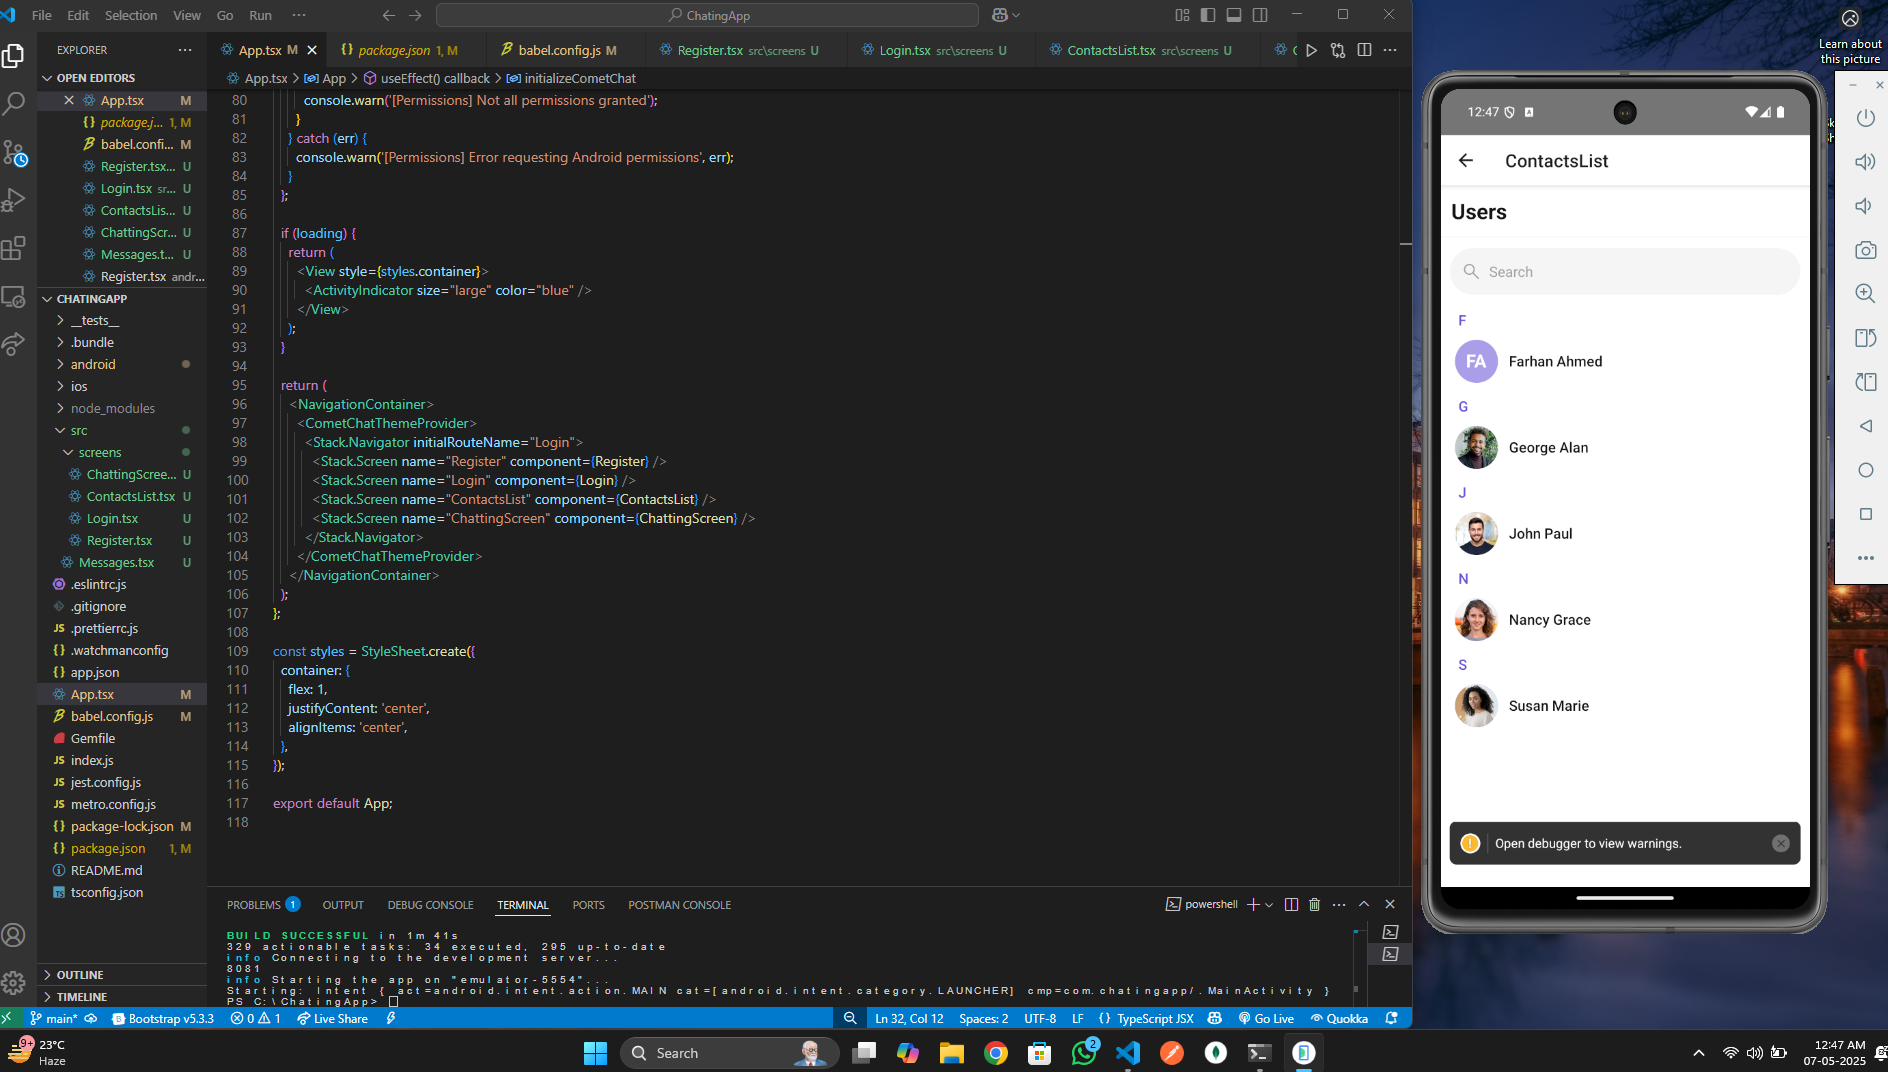 File Edit Selection View Go Run ···
ChatingApp
EXPLORER
OPEN EDITORS
App.tsx M
package.j... 1, M
babel.confi... M
Register.tsx... U
Login.tsx sr... U
ContactsLis... U
ChattingScr... U
Messages.t... U
Register.tsx andr...
CHATINGAPP
__tests__
.bundle
android
ios
node_modules
src
screens
ChattingScree... U
ContactsList.tsx U
Login.tsx U
Register.tsx U
Messages.tsx U
.eslintrc.js
.gitignore
.prettierrc.js
.watchmanconfig
app.json
App.tsx M
babel.config.js M
Gemfile
index.js
jest.config.js
metro.config.js
package-lock.json M
package.json 1, M
README.md
tsconfig.json
OUTLINE
TIMELINE
App.tsx M
package.json 1, M
babel.config.js M
Register.tsx src\screens U
Login.tsx src\screens U
ContactsList.tsx src\screens U
App.tsx > App > useEffect() callback > initializeCometChat
80 console.warn('[Permissions] Not all permissions granted');
81 }
82 } catch (err) {
83 console.warn('[Permissions] Error requesting Android permissions', err);
84 }
85 };
86
87 if (loading) {
88 return (
89 <View style={styles.container}>
90 <ActivityIndicator size="large" color="blue" />
91 </View>
92 );
93 }
94
95 return (
96 <NavigationContainer>
97 <CometChatThemeProvider>
98 <Stack.Navigator initialRouteName="Login">
99 <Stack.Screen name="Register" component={Register} />
100 <Stack.Screen name="Login" component={Login} />
101 <Stack.Screen name="ContactsList" component={ContactsList} />
102 <Stack.Screen name="ChattingScreen" component={ChattingScreen} />
103 </Stack.Navigator>
104 </CometChatThemeProvider>
105 </NavigationContainer>
106 );
107 };
108
109 const styles = StyleSheet.create({
110 container: {
111 flex: 1,
112 justifyContent: 'center',
113 alignItems: 'center',
114 },
115 });
116
117 export default App;
118
PROBLEMS 1 OUTPUT DEBUG CONSOLE TERMINAL PORTS POSTMAN CONSOLE
powershell
BUILD SUCCESSFUL in 1m 41s
329 actionable tasks: 34 executed, 295 up-to-date
info Connecting to the development server...
8081
info Starting the app on "emulator-5554"...
Starting: Intent { act=android.intent.action.MAIN cat=[android.intent.category.LAUNCHER] cmp=com.chatingapp/.MainActivity }
PS C:\ChatingApp>
main* Bootstrap v5.3.3 0 1 Live Share
Ln 32, Col 12 Spaces: 2 UTF-8 LF {} TypeScript JSX Go Live Quokka
Learn about
this picture
12:47
ContactsList
Users
Search
F
FA Farhan Ahmed
G
George Alan
J
John Paul
N
Nancy Grace
S
Susan Marie
Open debugger to view warnings.
9+
23°C
Haze
Search
2
12:47 AM
07-05-2025